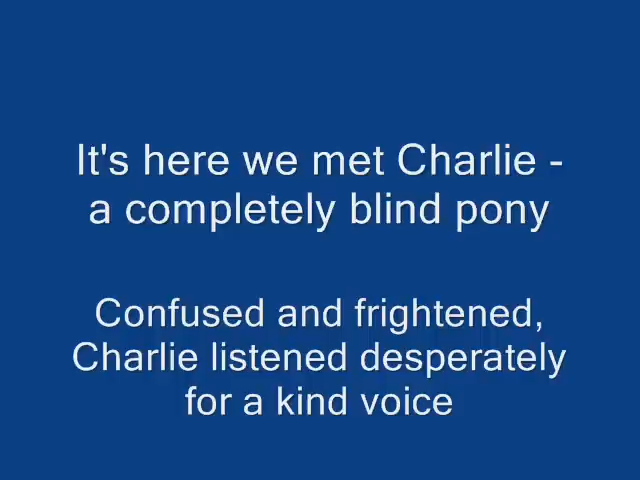 It's here we met Charlie -
a completely blind pony
Confused and frightened,
Charlie listened desperately
for a kind voice